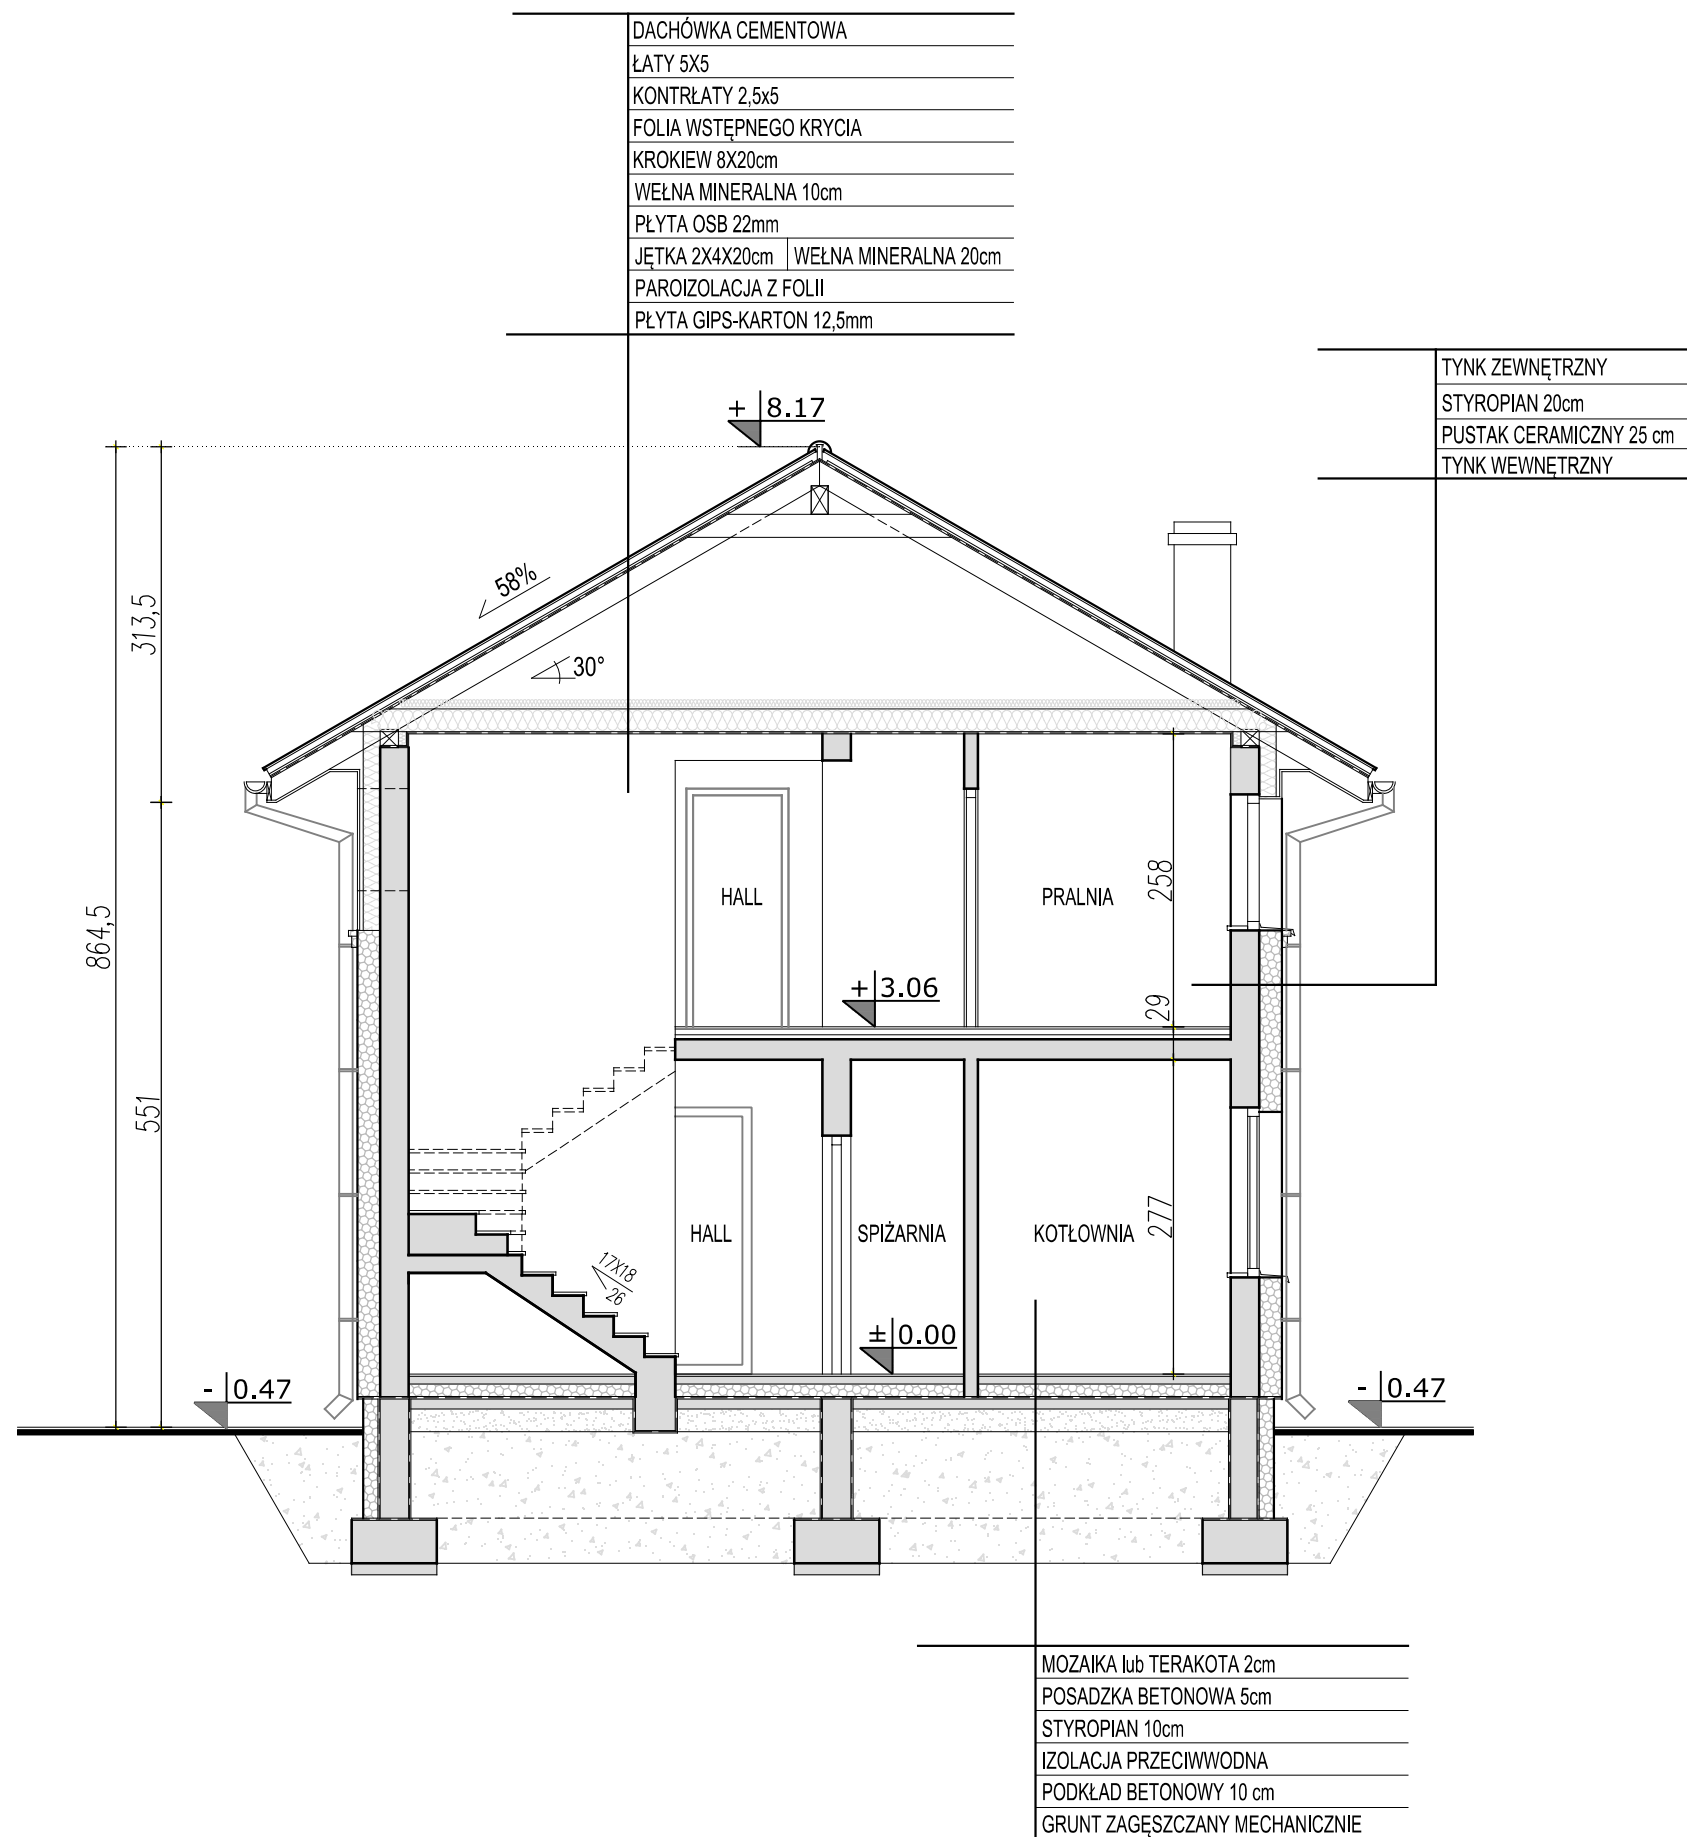 DACHÓWKA CEMENTOWA
ŁATY 5X5
KONTRŁATY 2,5x5
FOLIA WSTĘPNEGO KRYCIA
KROKIEW 8X20cm
WEŁNA MINERALNA 10cm
PŁYTA OSB 22mm
JĘTKA 2X4X20cm WEŁNA MINERALNA 20cm
PAROIZOLACJA Z FOLII
PŁYTA GIPS-KARTON 12,5mm
TYNK ZEWNĘTRZNY
STYROPIAN 20cm
PUSTAK CERAMICZNY 25 cm
TYNK WEWNĘTRZNY
+ 8.17
58%
313,5
30°
258
HALL
PRALNIA
864,5
+ 3.06
29
551
277
HALL
SPIŻARNIA
KOTŁOWNIA
17X18
26
± 0.00
- 0.47
- 0.47
MOZAIKA lub TERAKOTA 2cm
POSADZKA BETONOWA 5cm
STYROPIAN 10cm
IZOLACJA PRZECIWWODNA
PODKŁAD BETONOWY 10 cm
GRUNT ZAGĘSZCZANY MECHANICZNIE